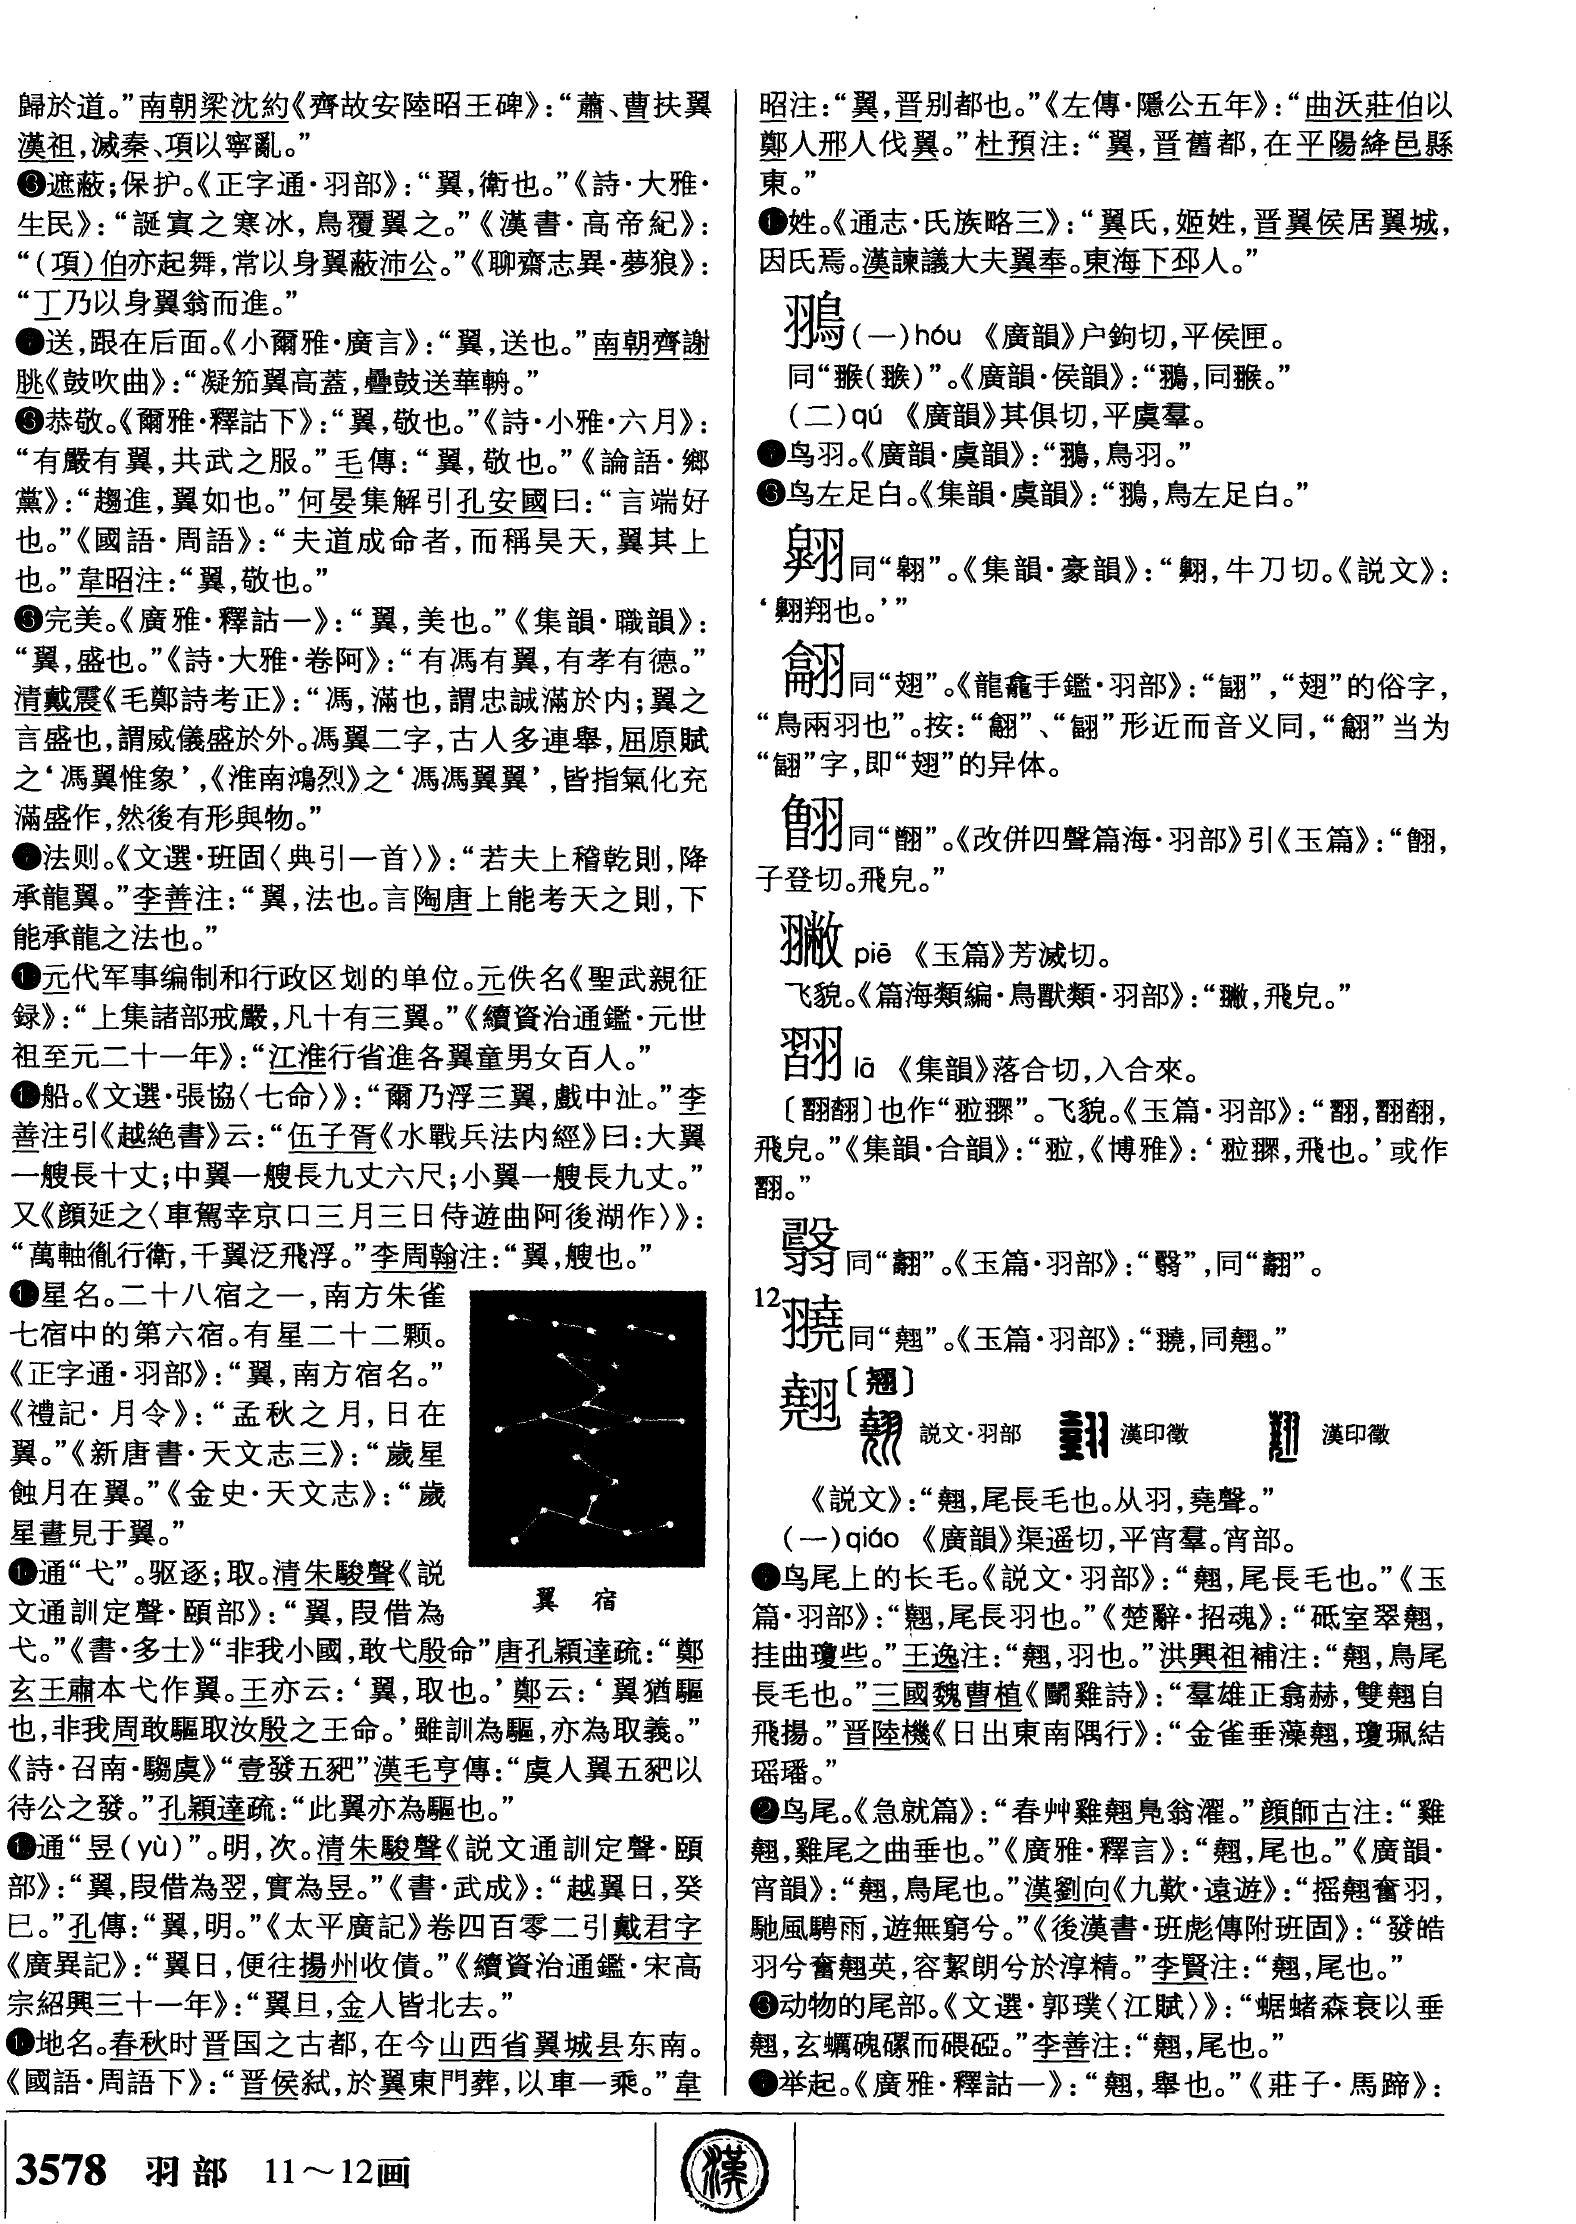 歸於道。”南朝梁沈約《齊故安陸昭王碑》：“蕭、曹扶翼
漢祖，滅秦、項以寧亂。”
遮蔽；保护。《正字通·羽部》：“翼，衛也。”《詩·大雅·
生民》：“誕寘之寒冰，鳥覆翼之。”《漢書·高帝紀》：
“（項）伯亦起舞，常以身翼蔽沛公。”《聊齋志異·夢狼》：
“丁乃以身翼翁而進。”
送，跟在后面。《小爾雅·廣言》：“翼，送也。”南朝齊謝
朓《鼓吹曲》：“凝笳翼高蓋，疊鼓送華輈。”
恭敬。《爾雅·釋詁下》：“翼，敬也。”《詩·小雅·六月》：
“有嚴有翼，共武之服。”毛傳：“翼，敬也。”《論語·鄉
黨》：“趨進，翼如也。”何晏集解引孔安國曰：“言端好
也。”《國語·周語》：“夫道成命者，而稱昊天，翼其上
也。”韋昭注：“翼，敬也。”
完美。《廣雅·釋詁一》：“翼，美也。”《集韻·職韻》：
“翼，盛也。”《詩·大雅·卷阿》：“有馮有翼，有孝有德。”
清戴震《毛鄭詩考正》：“馮，滿也，謂忠誠滿於内；翼之
言盛也，謂威儀盛於外。馮翼二字，古人多連舉，屈原賦
之‘馮翼惟象’，《淮南鴻烈》之‘馮馮翼翼’，皆指氣化充
滿盛作，然後有形與物。”
法则。《文選·班固〈典引一首〉》：“若夫上稽乾則，降
承龍翼。”李善注：“翼，法也。言陶唐上能考天之則，下
能承龍之法也。”
元代军事编制和行政区划的单位。元佚名《聖武親征
録》：“上集諸部戒嚴，凡十有三翼。”《續資治通鑑·元世
祖至元二十一年》：“江淮行省進各翼童男女百人。”
船。《文選·張協〈七命〉》：“爾乃浮三翼，戲中沚。”李
善注引《越絶書》云：“伍子胥《水戰兵法内經》曰：大翼
一艘長十丈；中翼一艘長九丈六尺；小翼一艘長九丈。”
又《顔延之〈車駕幸京口三月三日侍遊曲阿後湖作〉》：
“萬軸胤行衛，千翼泛飛浮。”李周翰注：“翼，艘也。”
星名。二十八宿之一，南方朱雀
七宿中的第六宿。有星二十二颗。
《正字通·羽部》：“翼，南方宿名。”
《禮記·月令》：“孟秋之月，日在
翼。”《新唐書·天文志三》：“歲星
蝕月在翼。”《金史·天文志》：“歲
星晝見于翼。”
翼 宿
通“弋”。驱逐；取。清朱駿聲《説
文通訓定聲·頤部》：“翼，叚借為
弋。”《書·多士》“非我小國，敢弋殷命”唐孔穎達疏：“鄭
玄王肅本弋作翼。王亦云：‘翼，取也。’鄭云：‘翼猶驅
也，非我周敢驅取汝殷之王命。’雖訓為驅，亦為取義。”
《詩·召南·騶虞》“壹發五豝”漢毛亨傳：“虞人翼五豝以
待公之發。”孔穎達疏：“此翼亦為驅也。”
通“昱（yù）”。明，次。清朱駿聲《説文通訓定聲·頤
部》：“翼，叚借為翌，實為昱。”《書·武成》：“越翼日，癸
巳。”孔傳：“翼，明。”《太平廣記》卷四百零二引戴君孚
《廣異記》：“翼日，便往揚州收債。”《續資治通鑑·宋高
宗紹興三十一年》：“翼旦，金人皆北去。”
地名。春秋时晋国之古都，在今山西省翼城县东南。
《國語·周語下》：“晋侯弑，於翼東門葬，以車一乘。”韋
昭注：“翼，晋别都也。”《左傳·隱公五年》：“曲沃莊伯以
鄭人邢人伐翼。”杜預注：“翼，晋舊都，在平陽絳邑縣
東。”
姓。《通志·氏族略三》：“翼氏，姬姓，晋翼侯居翼城，
因氏焉。漢諫議大夫翼奉。東海下邳人。”
（一）hóu 《廣韻》户鉤切，平侯匣。
同“翭（翭）”。《廣韻·侯韻》：“，同翭。”
（二）qú 《廣韻》其俱切，平虞羣。
鸟羽。《廣韻·虞韻》：“，鳥羽。”
鸟左足白。《集韻·虞韻》：“，鳥左足白。”
同“翱”。《集韻·豪韻》：“翺，牛刀切。《説文》：
‘翺翔也。’”
同“翅”。《龍龕手鑑·羽部》：“”，“翅”的俗字，
“鳥兩羽也”。按：“”、“”形近而音义同，“”当为
“”字，即“翅”的异体。
同“䎖”。《改併四聲篇海·羽部》引《玉篇》：“，
子登切。飛皃。”
piē 《玉篇》芳滅切。
飞貌。《篇海類編·鳥獸類·羽部》：“，飛皃。”
lā 《集韻》落合切，入合來。
〔翻〕也作“翋𦒍”。飞貌。《玉篇·羽部》：“，，
飛皃。”《集韻·合韻》：“翋，《博雅》：‘翋，飛也。’或作
。”
同“翻”。《玉篇·羽部》：“”，同“”。
12 同“翹”。《玉篇·羽部》：“，同翹。”
翹〔翘〕
説文·羽部 漢印徵 漢印徵
《説文》：“翹，尾長毛也。从羽，堯聲。”
（一）qiáo 《廣韻》渠遥切，平宵羣。宵部。
鸟尾上的长毛。《説文·羽部》：“翹，尾長毛也。”《玉
篇·羽部》：“翹，尾長羽也。”《楚辭·招魂》：“砥室翠翹，
挂曲瓊些。”王逸注：“翹，羽也。”洪興祖補注：“翹，鳥尾
長毛也。”三國魏曹植《鬭雞詩》：“羣雄正翕赫，雙翹自
飛揚。”晋陸機《日出東南隅行》：“金雀垂藻翹，瓊珮結
瑶璠。”
❷鸟尾。《急就篇》：“春艸雞翹鳧翁濯。”顔師古注：“雞
翹，雞尾之曲垂也。”《廣雅·釋言》：“翹，尾也。”《廣韻·
宵韻》：“翹，鳥尾也。”漢劉向《九歎·遠遊》：“摇翹奮羽，
馳風騁雨，遊無窮兮。”《後漢書·班彪傳附班固》：“發皓
羽兮奮翹英，容絜朗兮於淳精。”李賢注：“翹，尾也。”
❸动物的尾部。《文選·郭璞〈江賦〉》：“蜛蝫森衰以垂
翹，玄蠣磈磥而碨䃁。”李善注：“翹，尾也。”
举起。《廣雅·釋詁一》：“翹，舉也。”《莊子·馬蹄》：
3578 羽部 11～12画
漢